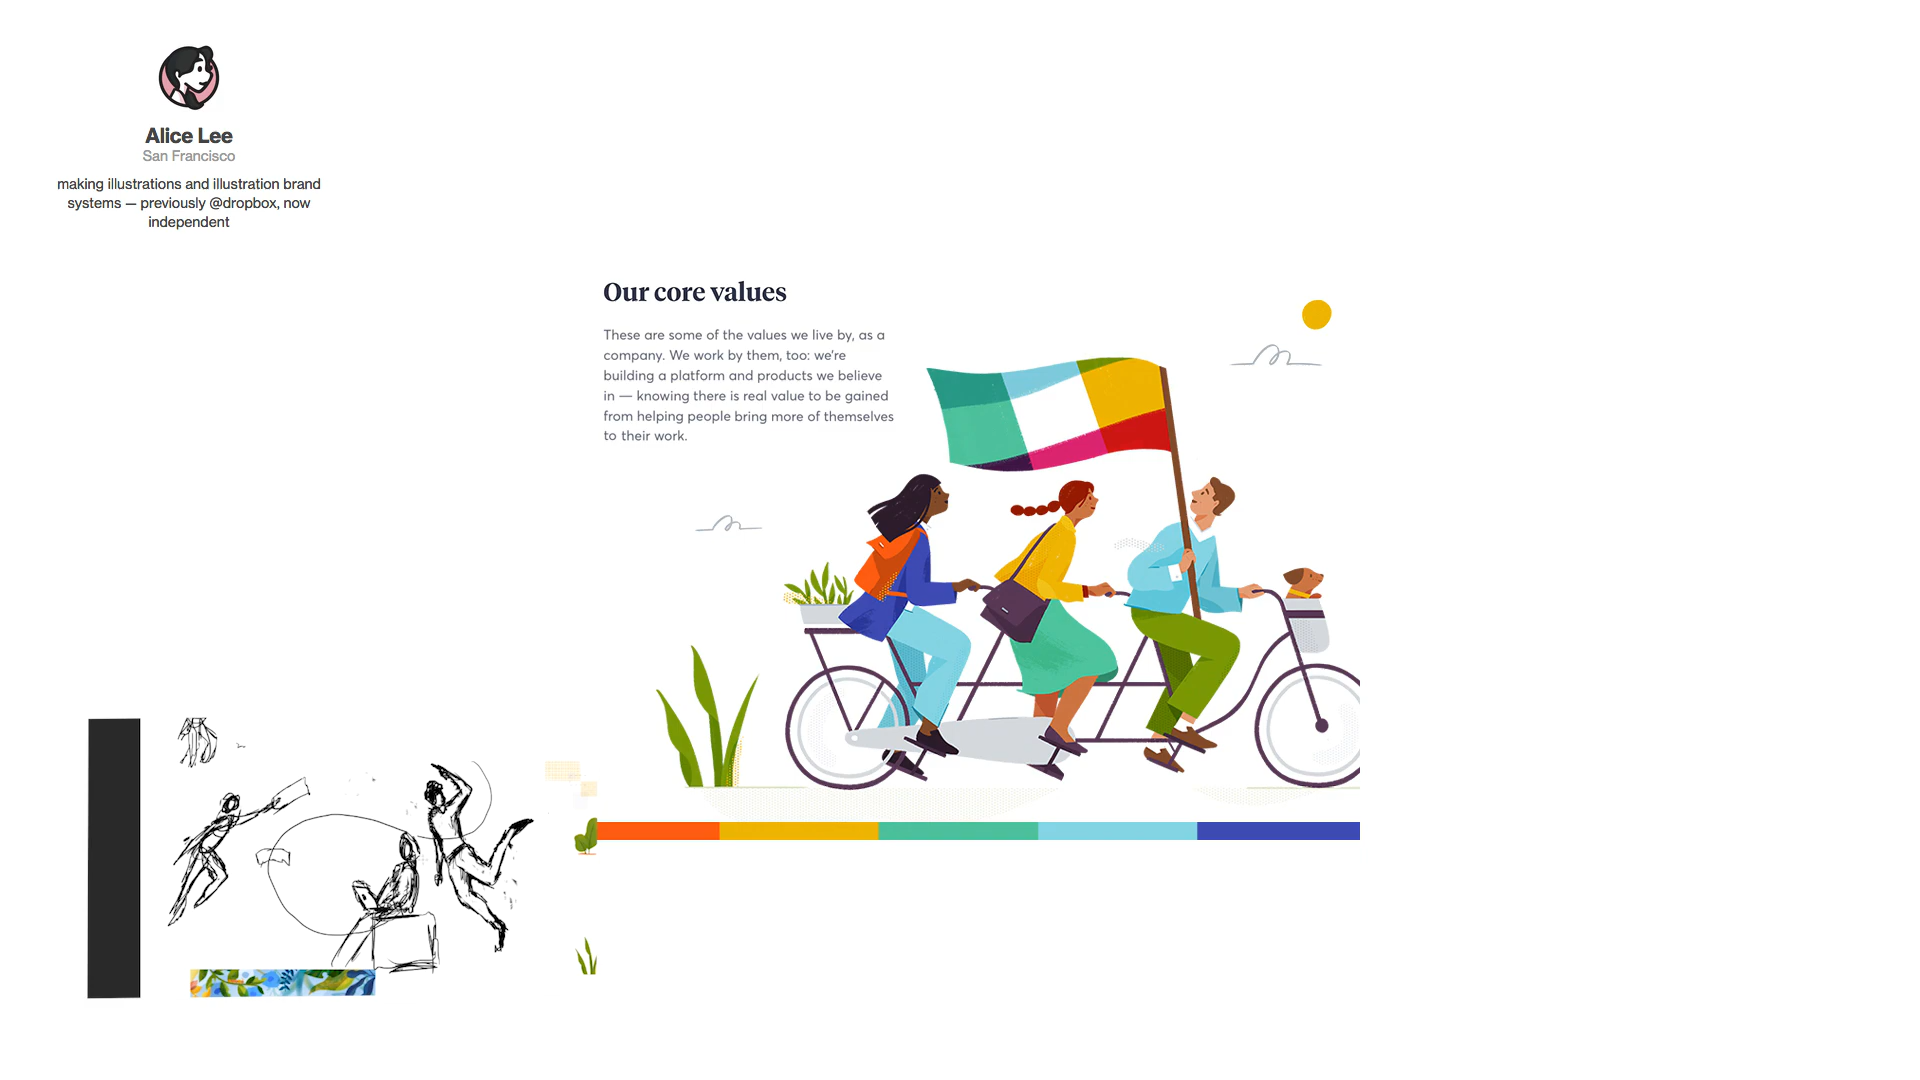 Alice Lee
San Francisco
making illustrations and illustration brand
systems — previously @dropbox, now
independent
Our core values
These are some of the values we live by, as a
company. We work by them, too: we're
building a platform and products we believe
in — knowing there is real value to be gained
from helping people bring more of themselves
to their work.